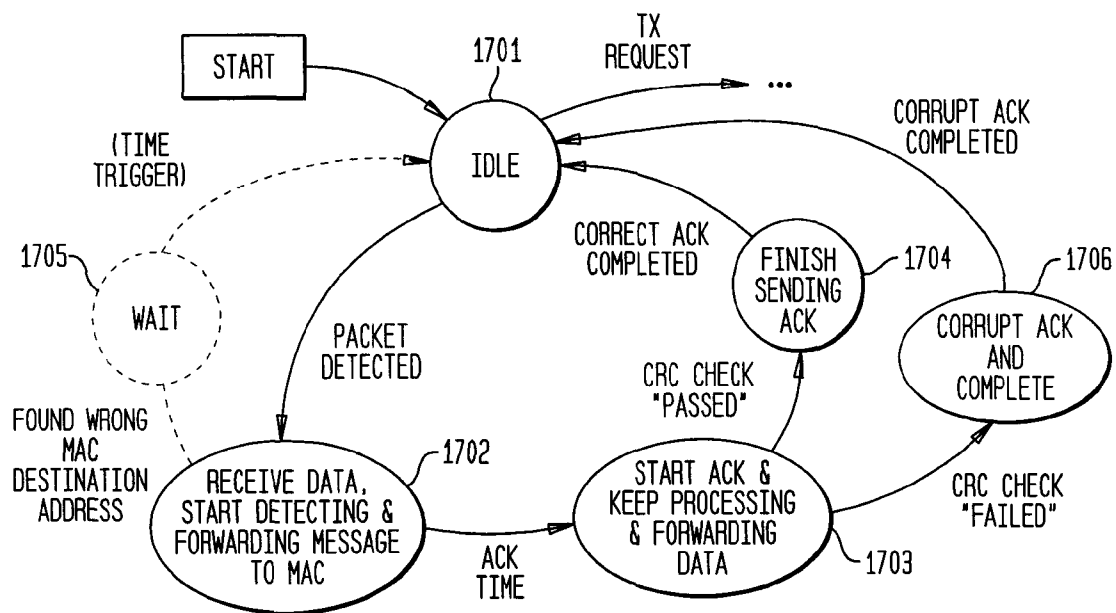 START
1701
TX
REQUEST
...
IDLE
(TIME
TRIGGER)
CORRUPT ACK
COMPLETED
CORRECT ACK
COMPLETED
1705
WAIT
PACKET
DETECTED
FINISH
SENDING
ACK
1704
1706
CORRUPT ACK
AND
COMPLETE
FOUND WRONG
MAC
DESTINATION
ADDRESS
CRC CHECK
"PASSED"
1702
RECEIVE DATA,
START DETECTING &
FORWARDING MESSAGE
TO MAC
ACK
TIME
START ACK &
KEEP PROCESSING
& FORWARDING
DATA
1703
CRC CHECK
"FAILED"